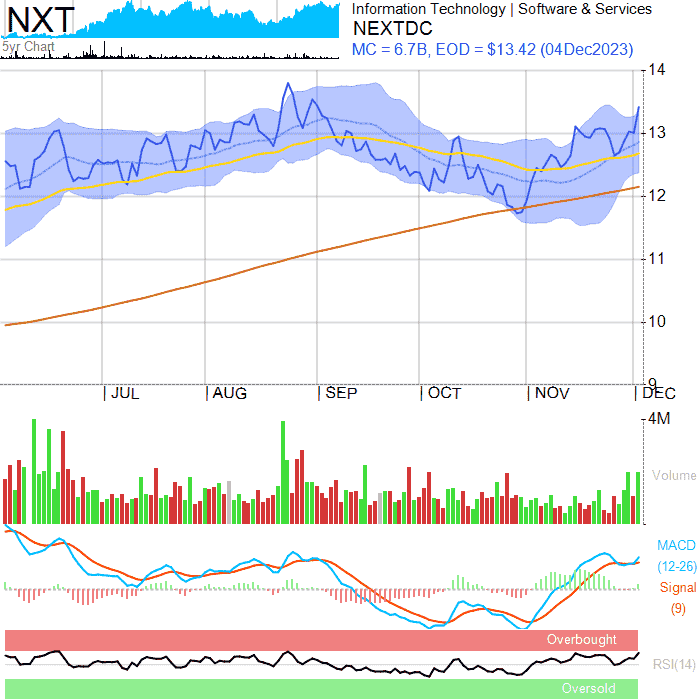 NXT
5yr Chart
Information Technology | Software & Services
NEXTDC
MC = 6.7B, EOD = $13.42 (04Dec2023)
14
13
12
11
10
9
JUL AUG SEP OCT NOV DEC
4M
Volume
MACD
(12-26)
Signal
(9)
Overbought
RSI(14)
Oversold